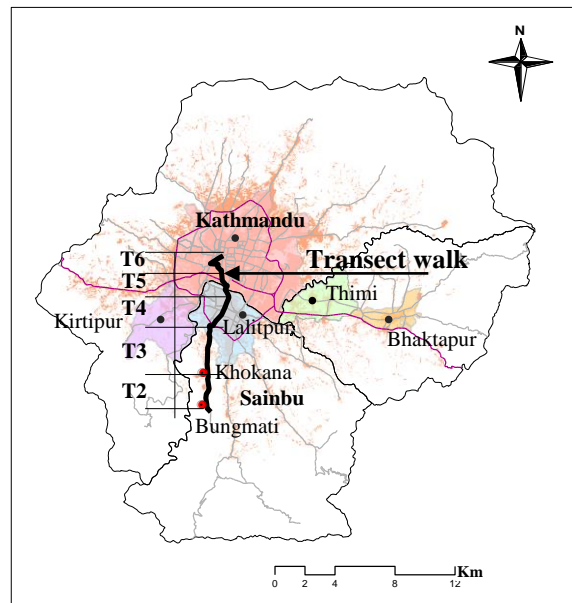 N
Kathmandu
T6
Transect walk
T5
Thimi
T4
Kirtipur
Lalitpur
Bhaktapur
T3
Khokana
T2
Sainbu
Bungmati
Km
0 2 4 8 12